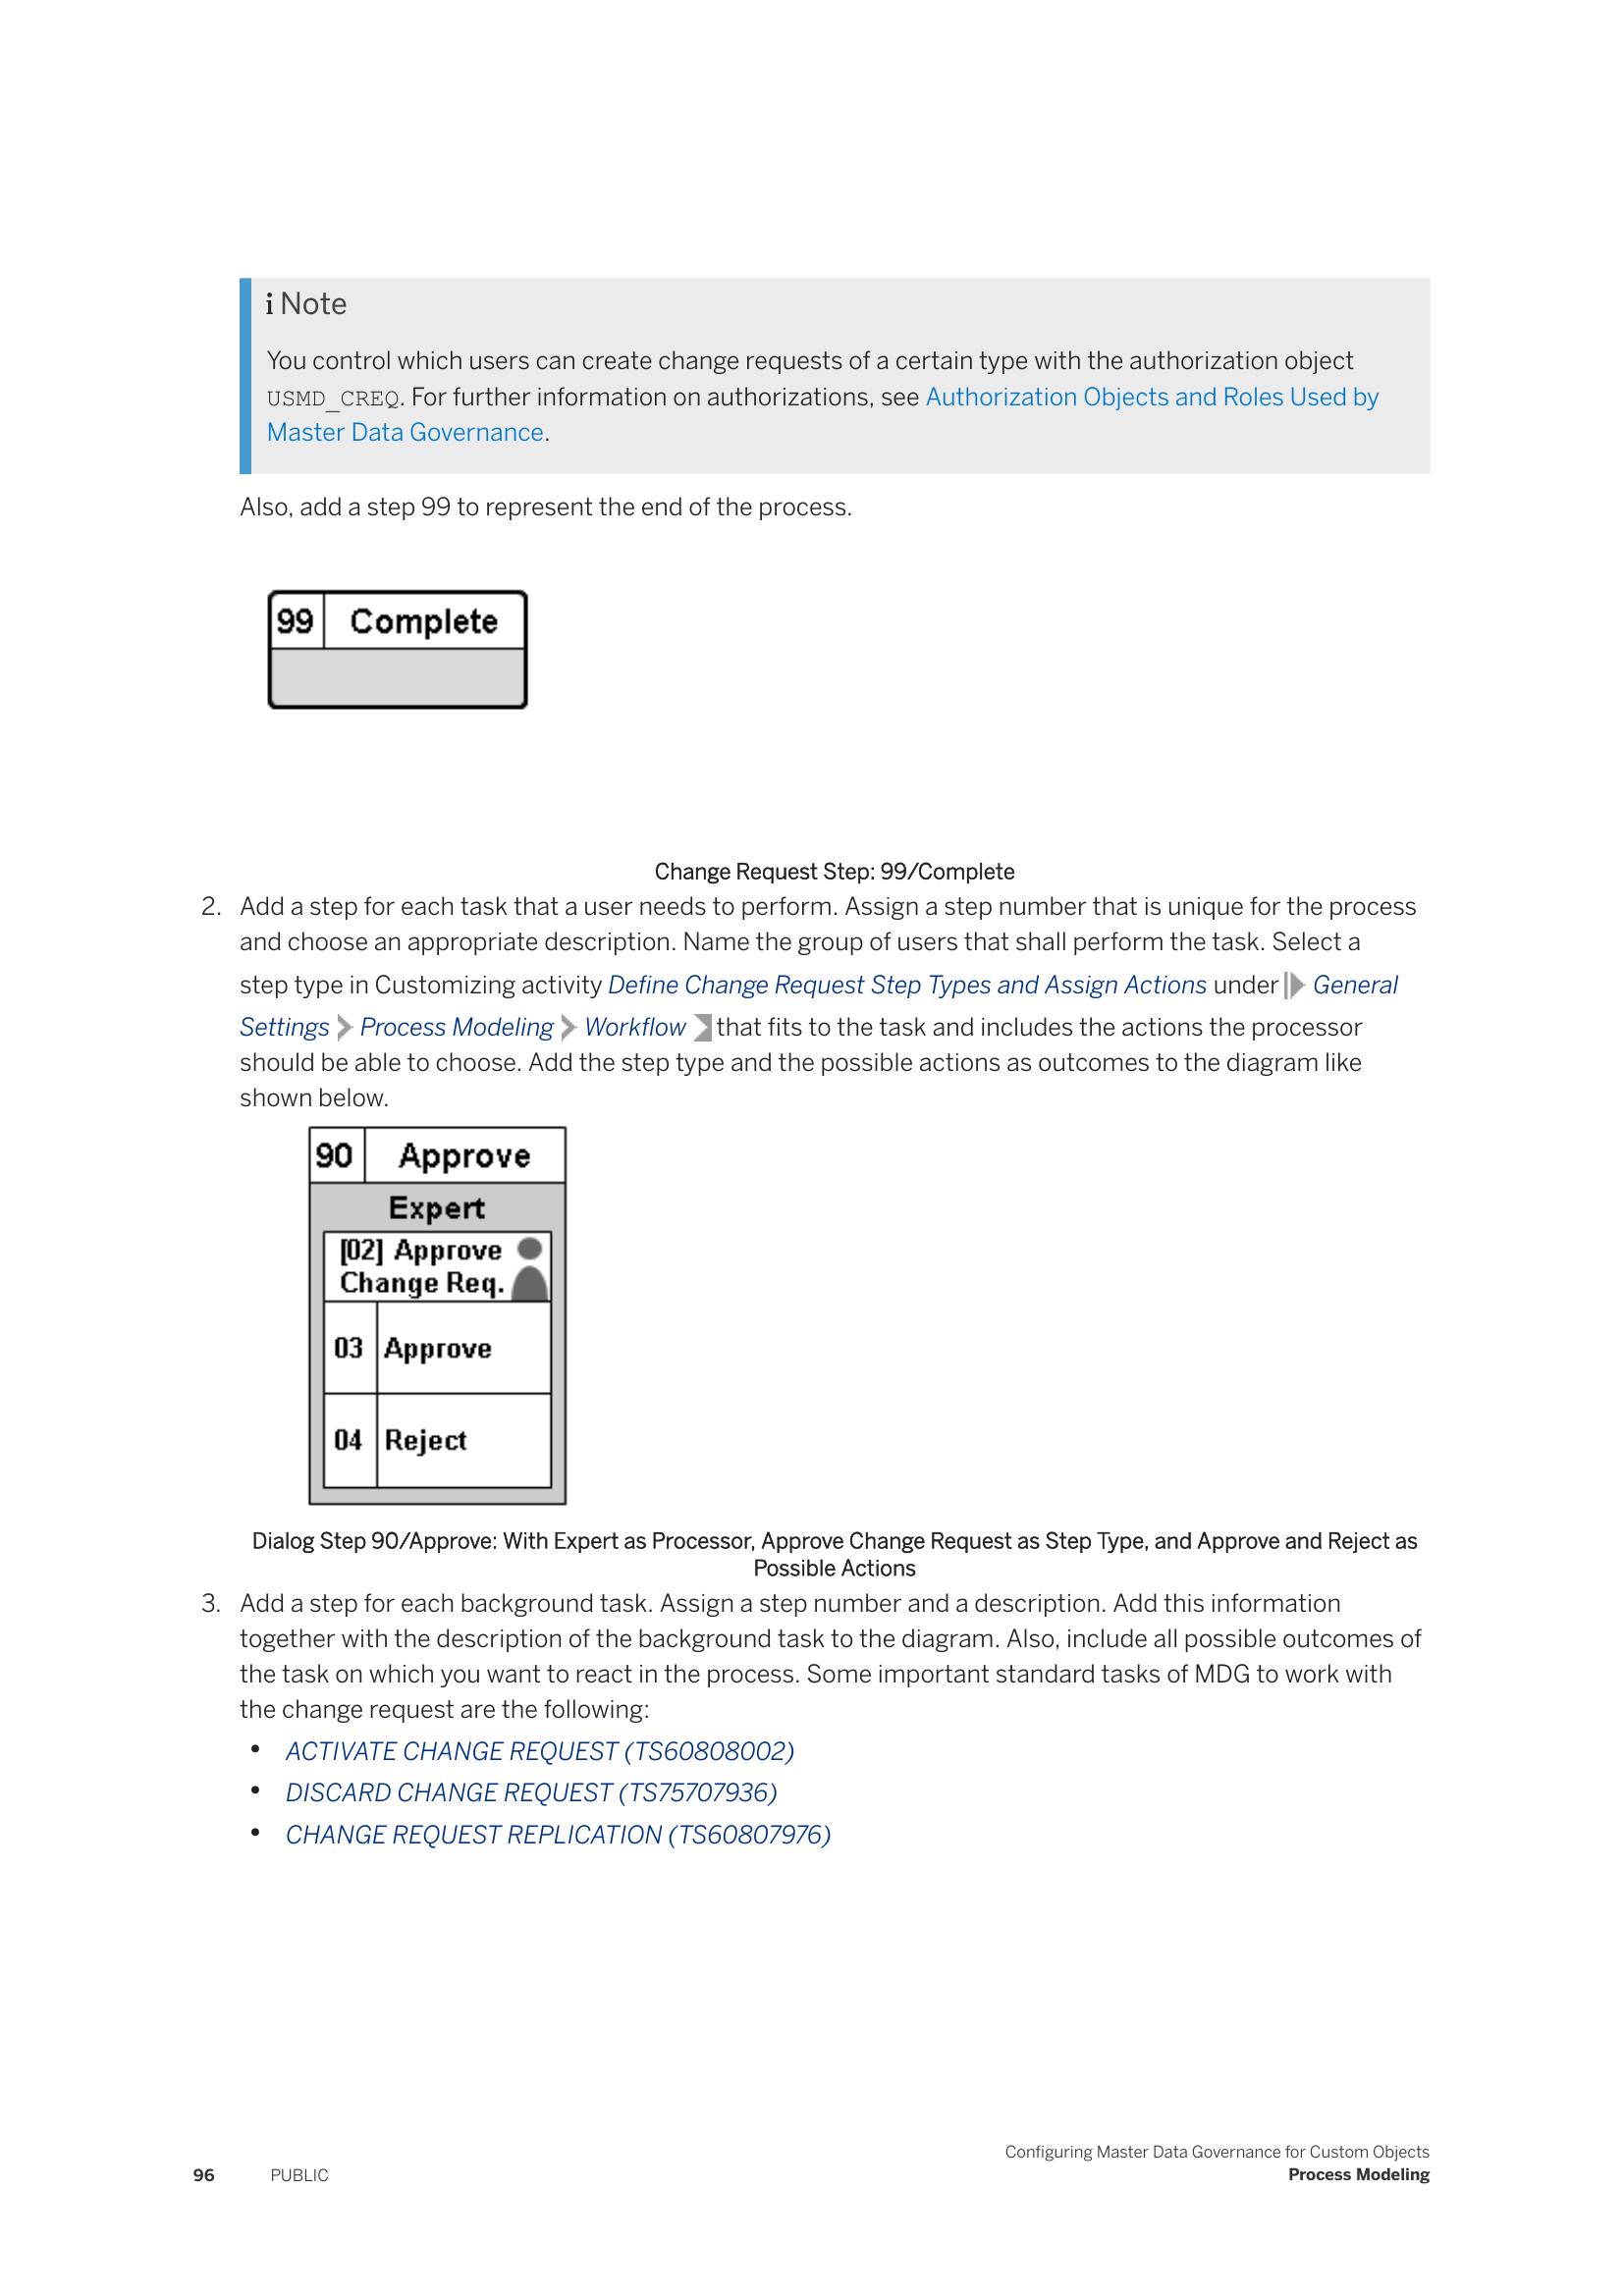 i Note
You control which users can create change requests of a certain type with the authorization object
USMD_CREQ. For further information on authorizations, see Authorization Objects and Roles Used by
Master Data Governance.
Also, add a step 99 to represent the end of the process.
99 Complete
Change Request Step: 99/Complete
2. Add a step for each task that a user needs to perform. Assign a step number that is unique for the process
and choose an appropriate description. Name the group of users that shall perform the task. Select a
step type in Customizing activity Define Change Request Step Types and Assign Actions under General
Settings Process Modeling Workflow that fits to the task and includes the actions the processor
should be able to choose. Add the step type and the possible actions as outcomes to the diagram like
shown below.
90 Approve
Expert
[02] Approve
Change Req.
03 Approve
04 Reject
Dialog Step 90/Approve: With Expert as Processor, Approve Change Request as Step Type, and Approve and Reject as
Possible Actions
3. Add a step for each background task. Assign a step number and a description. Add this information
together with the description of the background task to the diagram. Also, include all possible outcomes of
the task on which you want to react in the process. Some important standard tasks of MDG to work with
the change request are the following:
• ACTIVATE CHANGE REQUEST (TS60808002)
• DISCARD CHANGE REQUEST (TS75707936)
• CHANGE REQUEST REPLICATION (TS60807976)
Configuring Master Data Governance for Custom Objects
96 PUBLIC Process Modeling